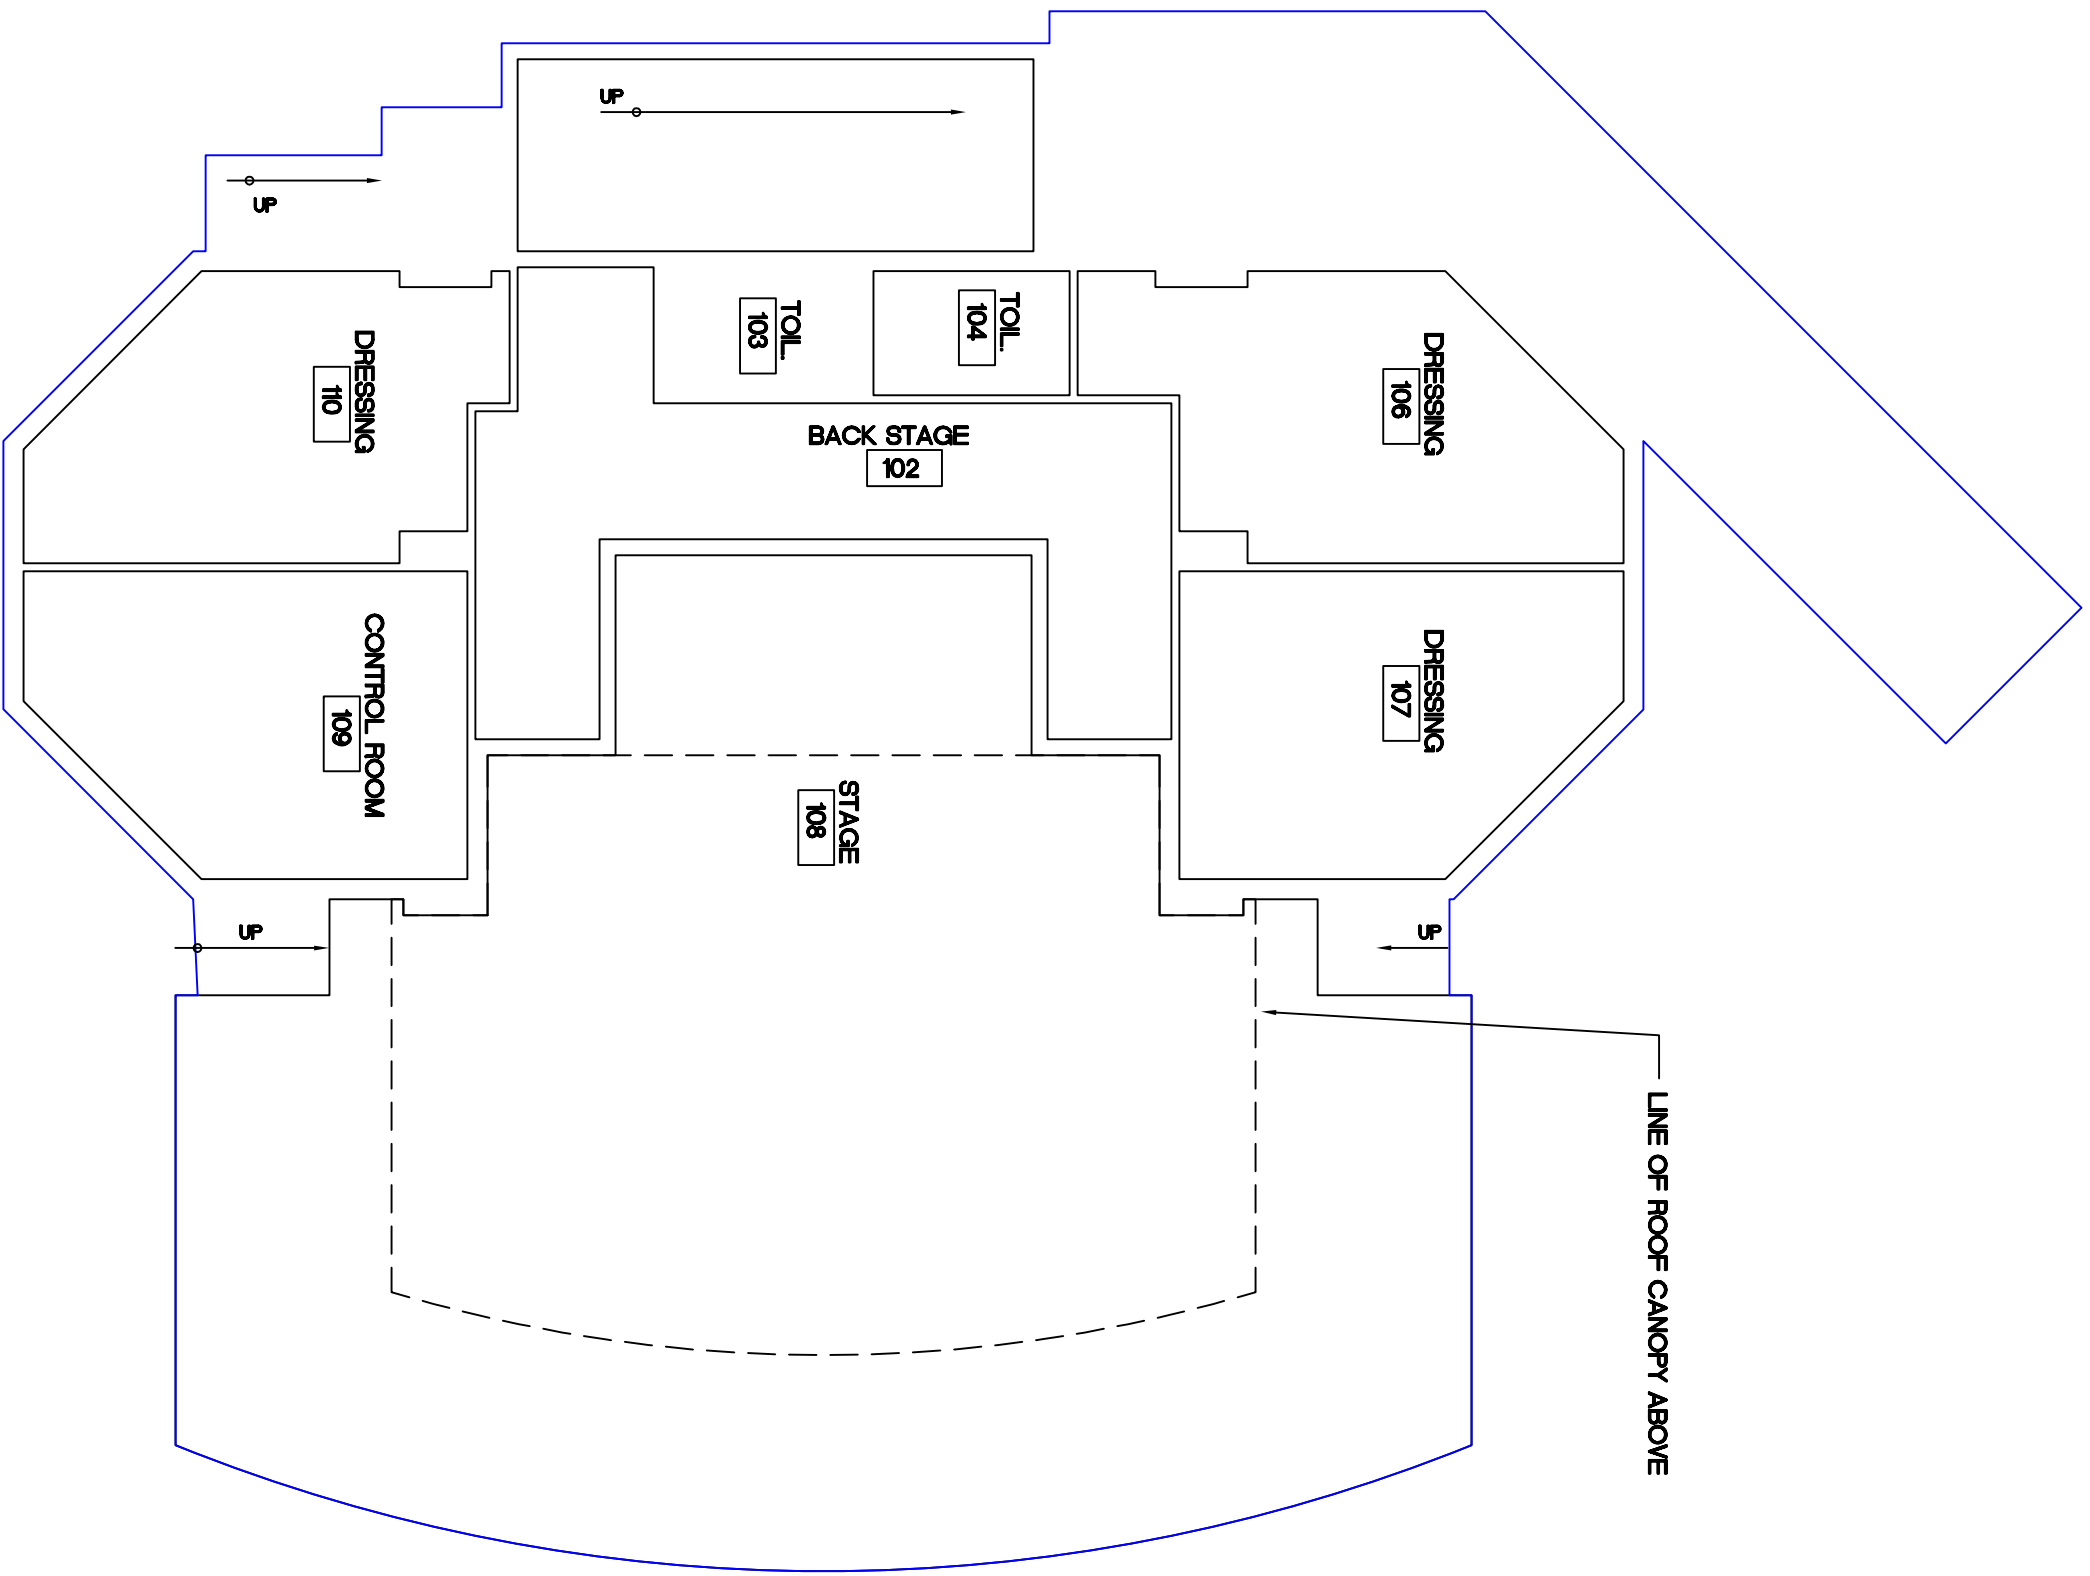 UP
UP
TOIL.
103
TOIL.
104
DRESSING
110
DRESSING
106
BACK STAGE
102
CONTROL ROOM
109
DRESSING
107
STAGE
108
UP
UP
LINE OF ROOF CANOPY ABOVE